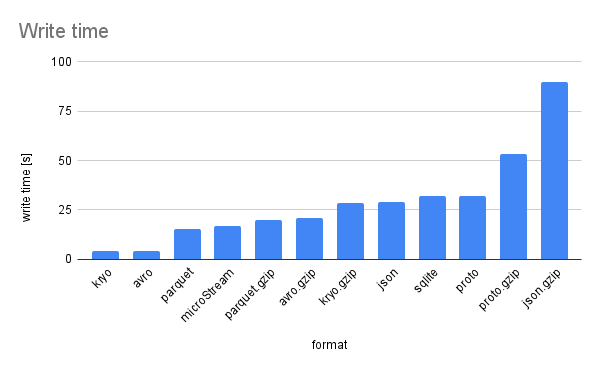 Write time
write time [s]
100
75
50
25
0
kryo
avro
parquet
microStream
parquet.gzip
avro.gzip
kryo.gzip
json
sqlite
proto
proto.gzip
json.gzip
format